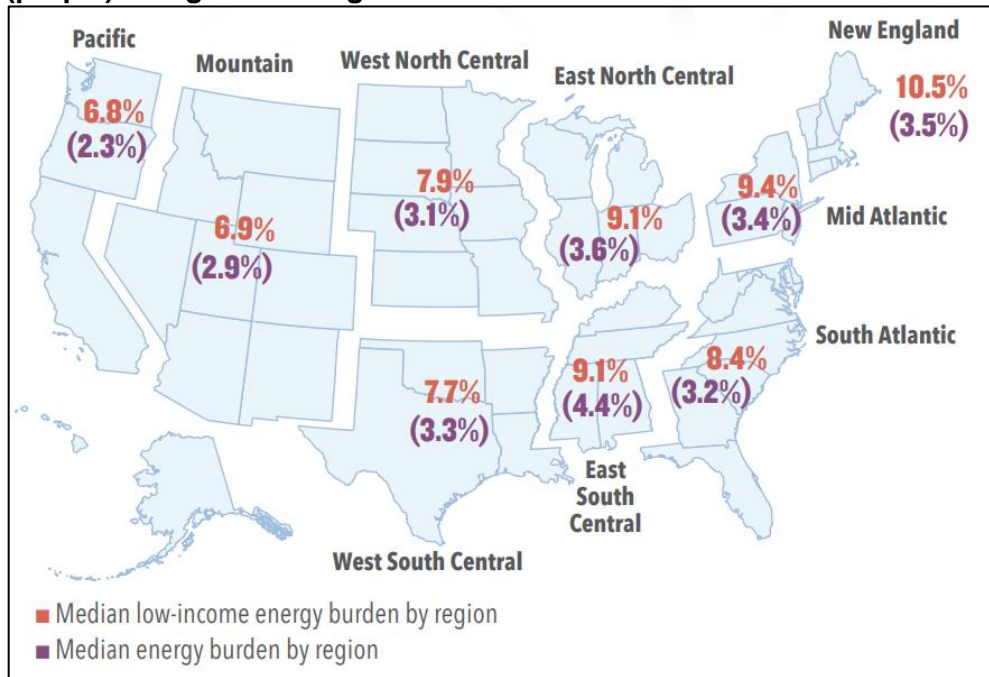 Pacific
6.8%
(2.3%)
Mountain
6.9%
(2.9%)
West North Central
7.9%
(3.1%)
East North Central
9.1%
(3.6%)
New England
10.5%
(3.5%)
9.4%
(3.4%)
Mid Atlantic
South Atlantic
8.4%
(3.2%)
9.1%
(4.4%)
East
South
Central
7.7%
(3.3%)
West South Central
Median low-income energy burden by region
Median energy burden by region